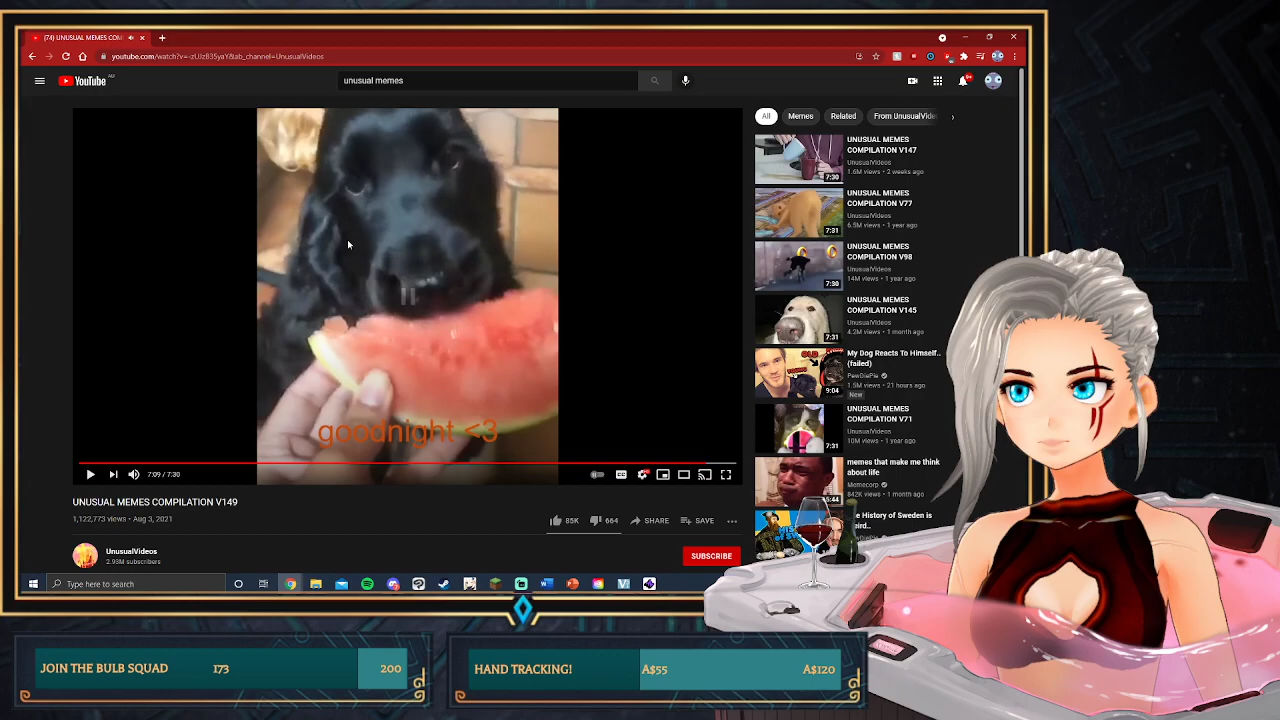 (74) UNUSUAL MEMES COM
youtube.com/watch?v=-zUJzB35yaY&ab_channel=UnusualVideos
YouTube AU
unusual memes
9+
All
Memes
Related
From UnusualVide
goodnight <3
7:09 / 7:30
UNUSUAL MEMES COMPILATION V149
1,122,773 views • Aug 3, 2021
85K
664
SHARE
SAVE
UnusualVideos
2.93M subscribers
SUBSCRIBE
UNUSUAL MEMES
COMPILATION V147
UnusualVideos
1.6M views • 2 weeks ago
7:30
UNUSUAL MEMES
COMPILATION V77
UnusualVideos
6.5M views • 1 year ago
7:31
UNUSUAL MEMES
COMPILATION V98
UnusualVideos
14M views • 1 year ago
7:30
UNUSUAL MEMES
COMPILATION V145
UnusualVideos
4.2M views • 1 month ago
7:31
My Dog Reacts To Himself..
(failed)
PewDiePie
1.5M views • 21 hours ago
New
OLD
9:04
UNUSUAL MEMES
COMPILATION V71
UnusualVideos
10M views • 1 year ago
7:31
memes that make me think
about life
Memecorp
842K views • 1 month ago
5:44
e History of Sweden is
eird..
Type here to search
JOIN THE BULB SQUAD 173 200
HAND TRACKING! A$55 A$120